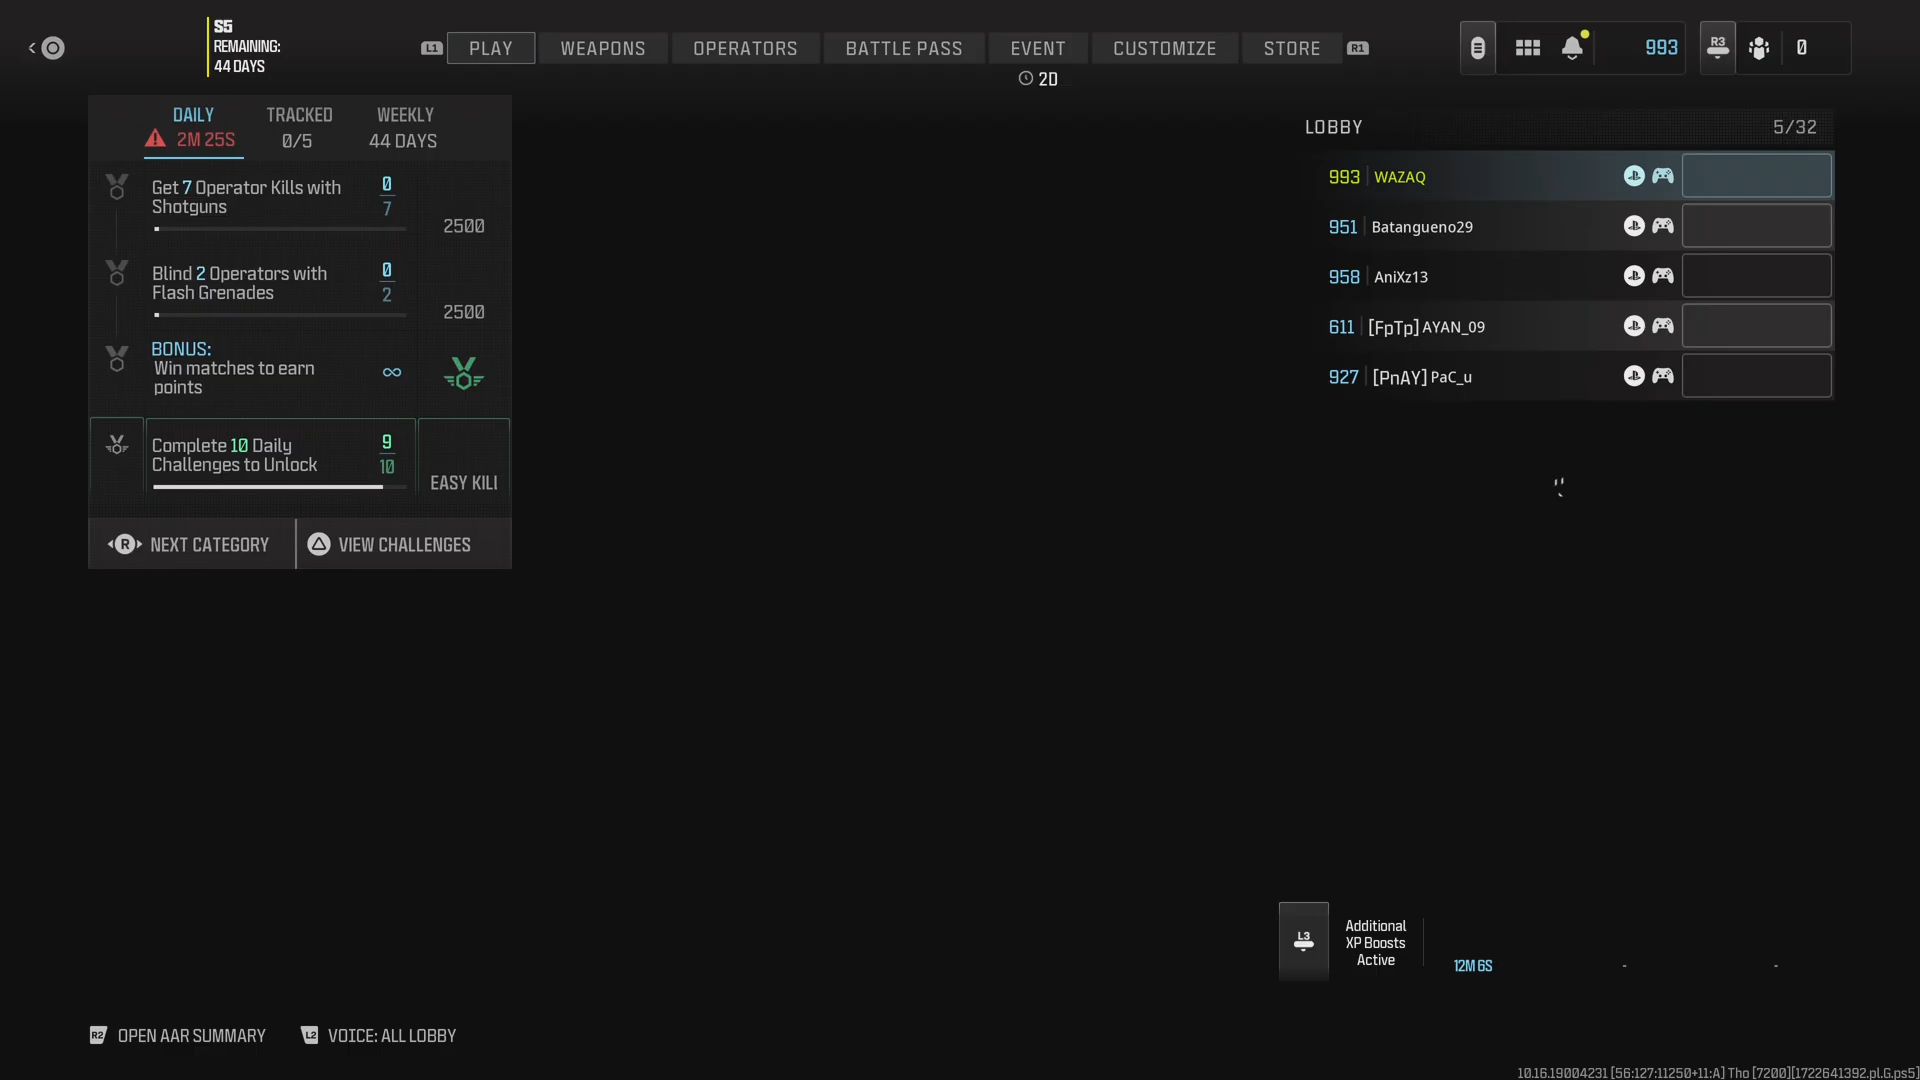 S5
REMAINING:
44 DAYS
L1 PLAY WEAPONS OPERATORS BATTLE PASS EVENT CUSTOMIZE STORE R1
2D
993 R3 0
DAILY TRACKED WEEKLY
2M 25S 0/5 44 DAYS
Get 7 Operator Kills with
Shotguns
0
7
2500
Blind 2 Operators with
Flash Grenades
0
2
2500
BONUS:
Win matches to earn
points
∞
Complete 10 Daily
Challenges to Unlock
9
10
EASY KILL
R NEXT CATEGORY VIEW CHALLENGES
LOBBY 5/32
993 WAZAQ
951 Batangueno29
958 AniXz13
611 [FpTp] AYAN_09
927 [PnAY] PaC_u
L3
Additional
XP Boosts
Active
12M 6S - -
R2 OPEN AAR SUMMARY L2 VOICE: ALL LOBBY
10.16.19004231 [56:127:11250+11:A] Tho [7200][1722641392.pl.G.ps5]